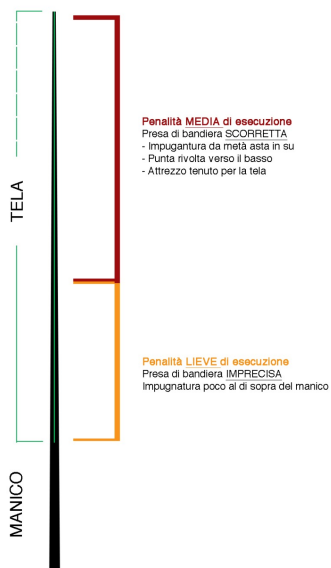 TELA
MANICO
Penalità MEDIA di esecuzione
Presa di bandiera SCORRETTA
- Impugantura da metà asta in su
- Punta rivolta verso il basso
- Attrezzo tenuto per la tela
Penalità LIEVE di esecuzione
Presa di bandiera IMPRECISA
Impugnatura poco al di sopra del manico